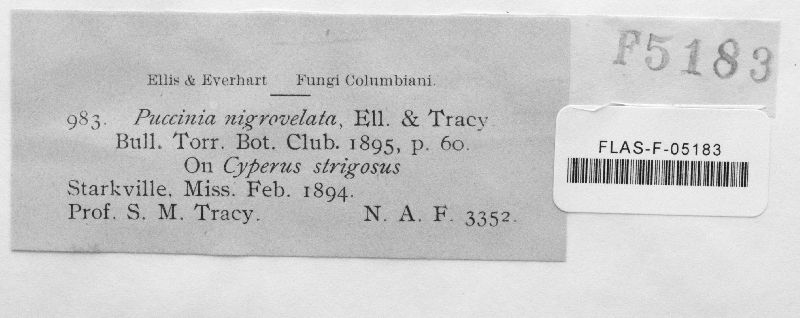 F5183
Ellis & Everhart Fungi Columbiani.
983. Puccinia nigrovelata, Ell. & Tracy.
Bull. Torr. Bot. Club. 1895, p. 60.
On Cyperus strigosus
Starkville, Miss. Feb. 1894.
Prof. S. M. Tracy. N. A. F. 3352.
FLAS-F-05183